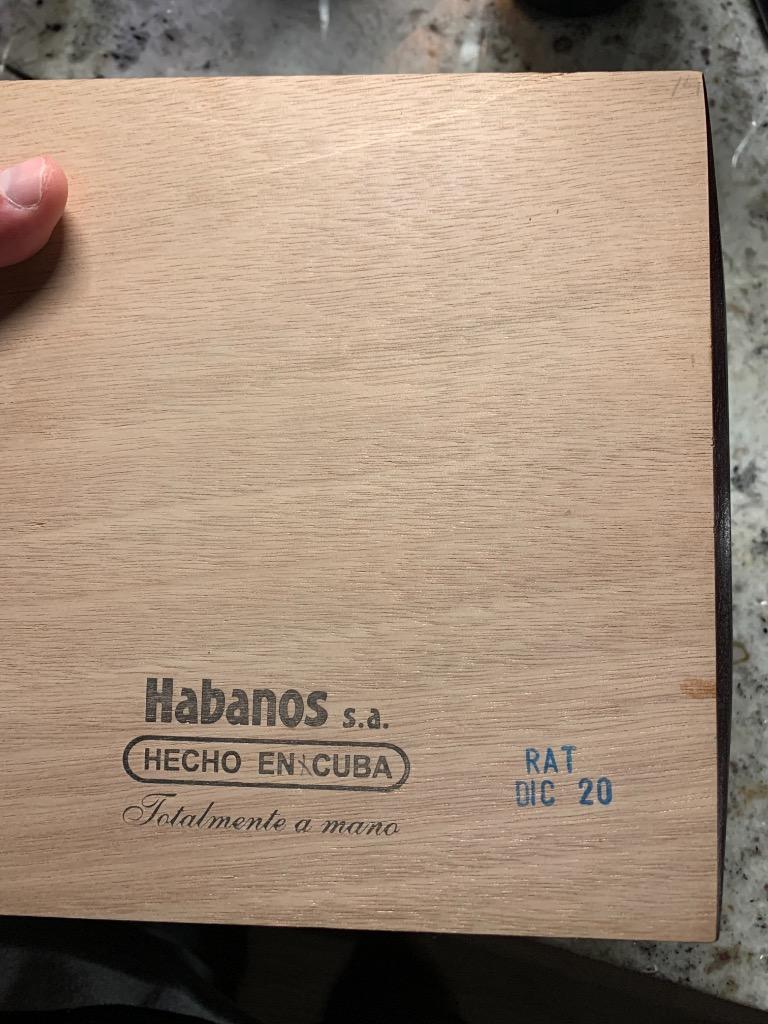 Habanos s.a.
HECHO EN CUBA
Totalmente a mano
RAT
DIC 20